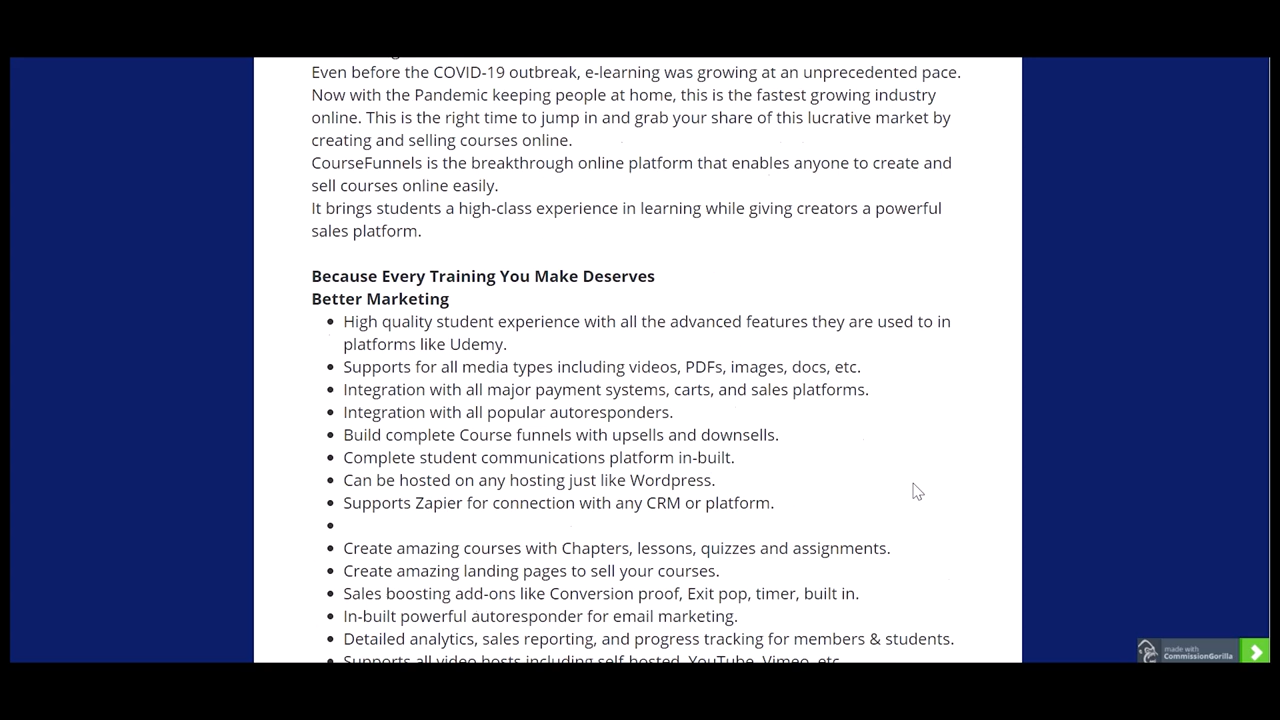 Even before the COVID-19 outbreak, e-learning was growing at an unprecedented pace.
Now with the Pandemic keeping people at home, this is the fastest growing industry
online. This is the right time to jump in and grab your share of this lucrative market by
creating and selling courses online.
CourseFunnels is the breakthrough online platform that enables anyone to create and
sell courses online easily.
It brings students a high-class experience in learning while giving creators a powerful
sales platform.
Because Every Training You Make Deserves
Better Marketing
High quality student experience with all the advanced features they are used to in
platforms like Udemy.
Supports for all media types including videos, PDFs, images, docs, etc.
Integration with all major payment systems, carts, and sales platforms.
Integration with all popular autoresponders.
Build complete Course funnels with upsells and downsells.
Complete student communications platform in-built.
Can be hosted on any hosting just like Wordpress.
Supports Zapier for connection with any CRM or platform.
Create amazing courses with Chapters, lessons, quizzes and assignments.
Create amazing landing pages to sell your courses.
Sales boosting add-ons like Conversion proof, Exit pop, timer, built in.
In-built powerful autoresponder for email marketing.
Detailed analytics, sales reporting, and progress tracking for members & students.
Supports all video hosts including self hosted, YouTube, Vimeo, etc.
made with
CommissionGorilla